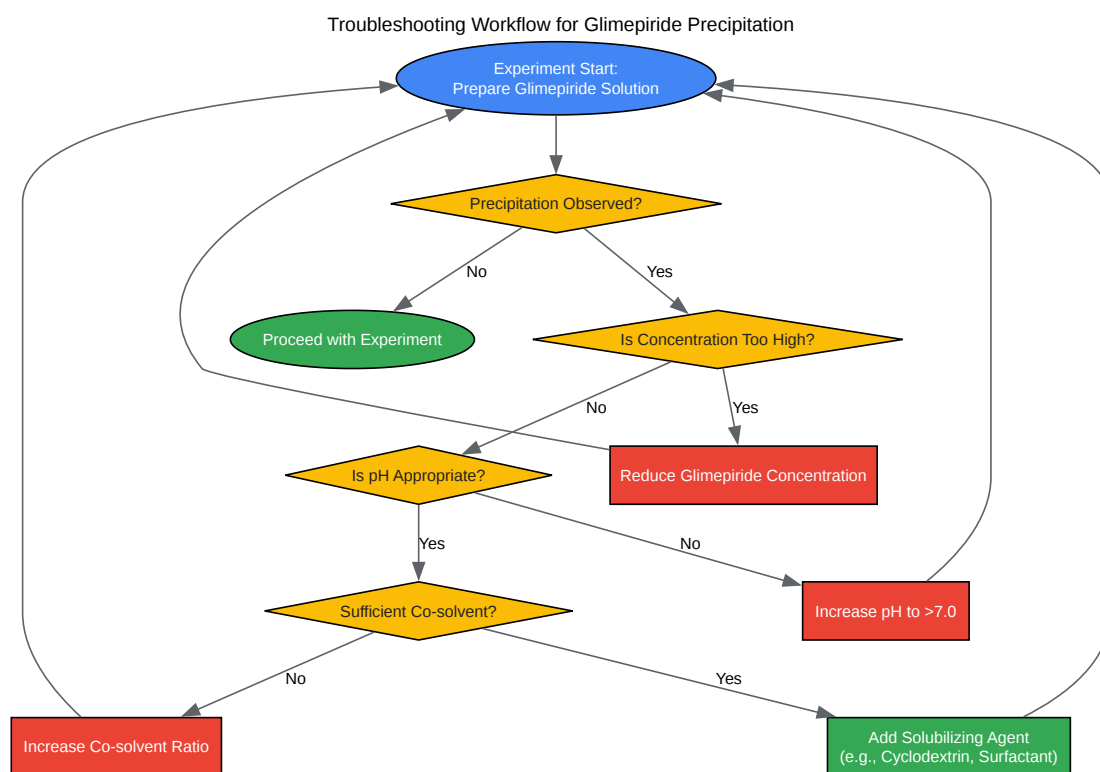 Troubleshooting Workflow for Glimepiride Precipitation
Experiment Start:
Prepare Glimepiride Solution
Precipitation Observed?
No
Yes
Proceed with Experiment
Is Concentration Too High?
No
Yes
Is pH Appropriate?
Reduce Glimepiride Concentration
Yes
No
Sufficient Co-solvent?
Increase pH to >7.0
No
Yes
Increase Co-solvent Ratio
Add Solubilizing Agent
(e.g., Cyclodextrin, Surfactant)